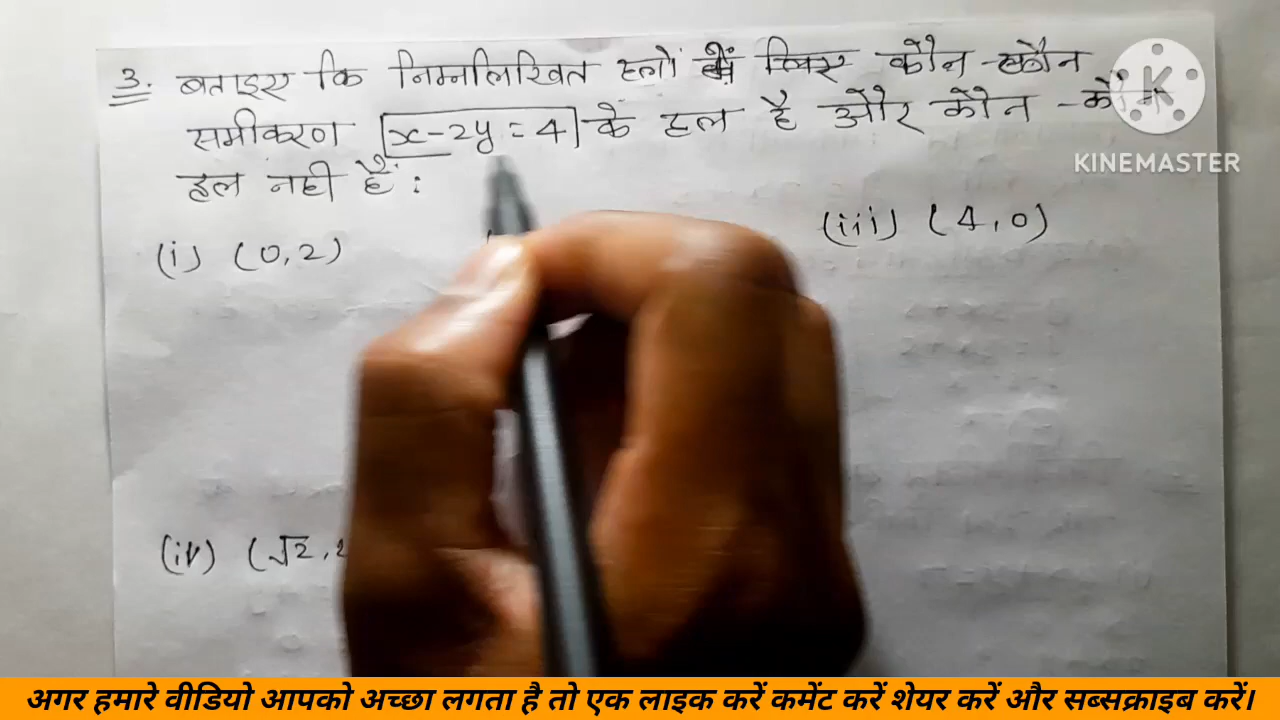 3. बताइए कि निम्नलिखित हलों में कौन-कौन
समीकरण x-2y=4 के हल है और कौन-कौन
हल नही हैं :
(i) (0,2)
(iii) (4,0)
(iv) (√2,
KINEMASTER
अगर हमारे वीडियो आपको अच्छा लगता है तो एक लाइक करें कमेंट करें शेयर करें और सब्सक्राइब करें।